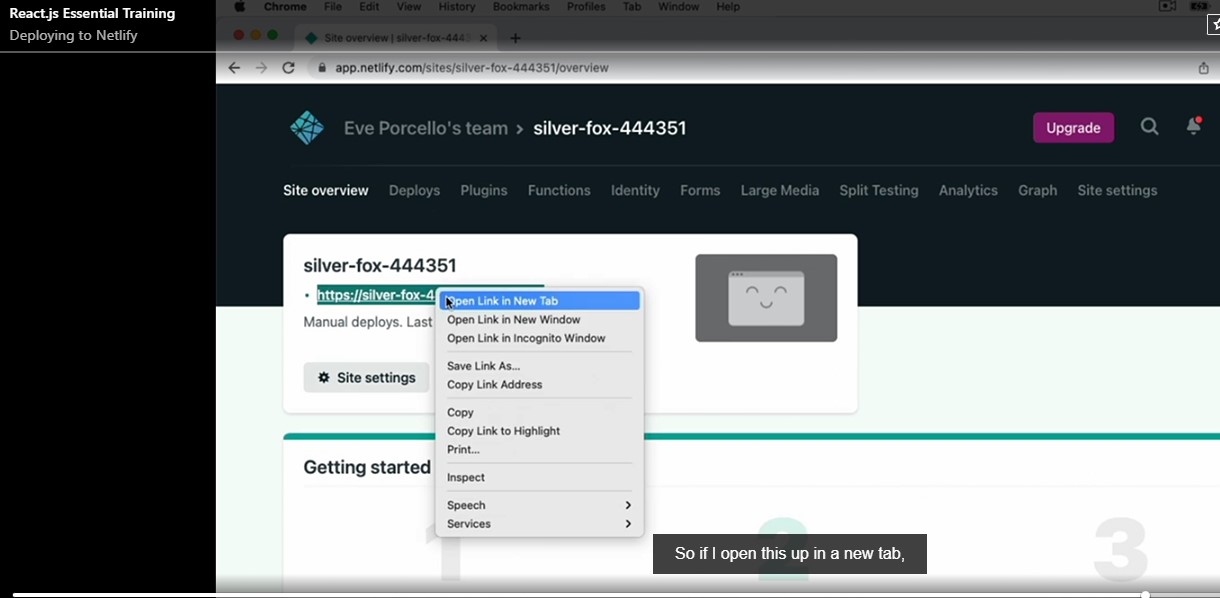 React.js Essential Training
Deploying to Netlify
Chrome File Edit View History Bookmarks Profiles Tab Window Help
Site overview | silver-fox-444
app.netlify.com/sites/silver-fox-444351/overview
Eve Porcello's team > silver-fox-444351
Upgrade
Site overview Deploys Plugins Functions Identity Forms Large Media Split Testing Analytics Graph Site settings
silver-fox-444351
https://silver-fox-4
Manual deploys. Last
Site settings
Open Link in New Tab
Open Link in New Window
Open Link in Incognito Window
Save Link As...
Copy Link Address
Copy
Copy Link to Highlight
Print...
Inspect
Speech
Services
Getting started
1 2 3
So if I open this up in a new tab,